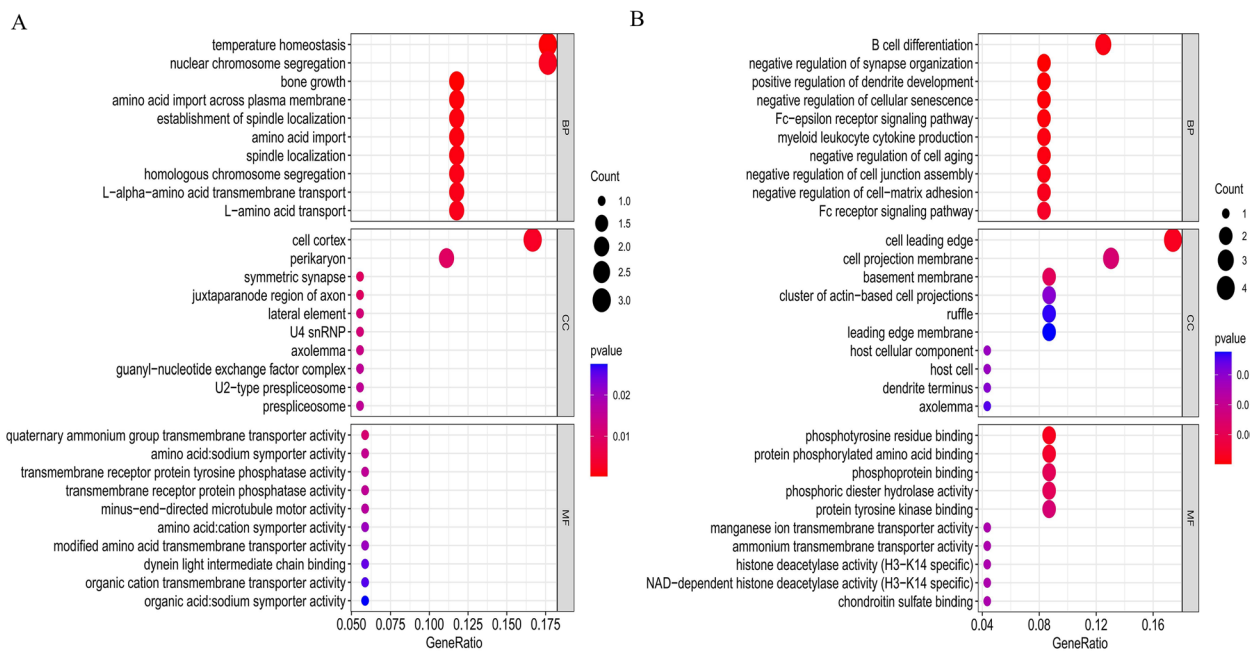 A
temperature homeostasis
nuclear chromosome segregation
bone growth
amino acid import across plasma membrane
establishment of spindle localization
amino acid import
spindle localization
homologous chromosome segregation
L−alpha−amino acid transmembrane transport
L−amino acid transport
BP
cell cortex
perikaryon
symmetric synapse
juxtaparanode region of axon
lateral element
U4 snRNP
axolemma
guanyl−nucleotide exchange factor complex
U2−type prespliceosome
prespliceosome
CC
quaternary ammonium group transmembrane transporter activity
amino acid:sodium symporter activity
transmembrane receptor protein tyrosine phosphatase activity
transmembrane receptor protein phosphatase activity
minus−end−directed microtubule motor activity
amino acid:cation symporter activity
modified amino acid transmembrane transporter activity
dynein light intermediate chain binding
organic cation transmembrane transporter activity
organic acid:sodium symporter activity
MF
0.050 0.075 0.100 0.125 0.150 0.175
GeneRatio
Count
1.0
1.5
2.0
2.5
3.0
pvalue
0.02
0.01
B
B cell differentiation
negative regulation of synapse organization
positive regulation of dendrite development
negative regulation of cellular senescence
Fc−epsilon receptor signaling pathway
myeloid leukocyte cytokine production
negative regulation of cell aging
negative regulation of cell junction assembly
negative regulation of cell−matrix adhesion
Fc receptor signaling pathway
BP
cell leading edge
cell projection membrane
basement membrane
cluster of actin−based cell projections
ruffle
leading edge membrane
host cellular component
host cell
dendrite terminus
axolemma
CC
phosphotyrosine residue binding
protein phosphorylated amino acid binding
phosphoprotein binding
phosphoric diester hydrolase activity
protein tyrosine kinase binding
manganese ion transmembrane transporter activity
ammonium transmembrane transporter activity
histone deacetylase activity (H3−K14 specific)
NAD−dependent histone deacetylase activity (H3−K14 specific)
chondroitin sulfate binding
MF
0.04 0.08 0.12 0.16
GeneRatio
Count
1
2
3
4
pvalue
0.0
0.0
0.0